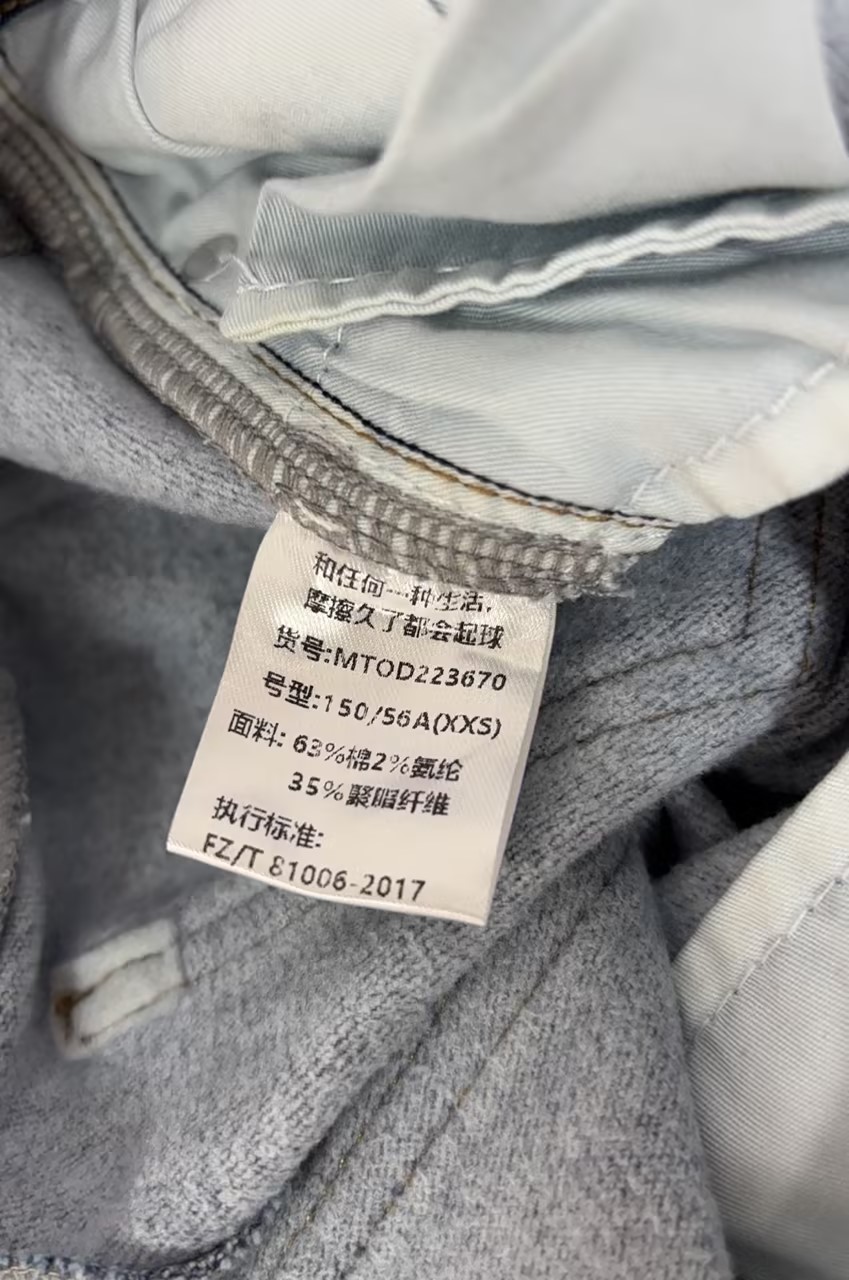 和任何一种生活,
摩擦久了都会起球
货号:MTOD223670
号型:150/56A(XXS)
面料: 63%棉2%氨纶
35%聚酯纤维
执行标准:
FZ/T 81006-2017